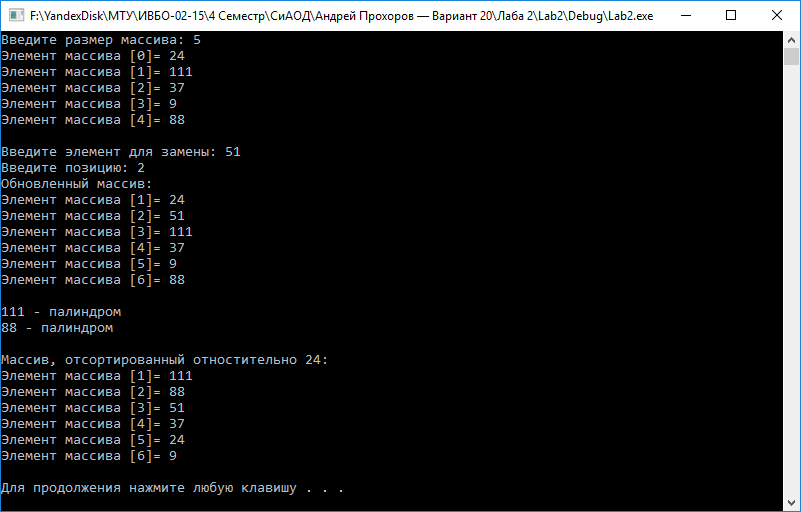 F:\YandexDisk\МТУ\ИВБО-02-15\4 Семестр\СиАОД\Андрей Прохоров — Вариант 20\Лаба 2\Lab2\Debug\Lab2.exe
Введите размер массива: 5
Элемент массива [0]= 24
Элемент массива [1]= 111
Элемент массива [2]= 37
Элемент массива [3]= 9
Элемент массива [4]= 88
Введите элемент для замены: 51
Введите позицию: 2
Обновленный массив:
Элемент массива [1]= 24
Элемент массива [2]= 51
Элемент массива [3]= 111
Элемент массива [4]= 37
Элемент массива [5]= 9
Элемент массива [6]= 88
111 - палиндром
88 - палиндром
Массив, отсортированный отностительно 24:
Элемент массива [1]= 111
Элемент массива [2]= 88
Элемент массива [3]= 51
Элемент массива [4]= 37
Элемент массива [5]= 24
Элемент массива [6]= 9
Для продолжения нажмите любую клавишу . . .